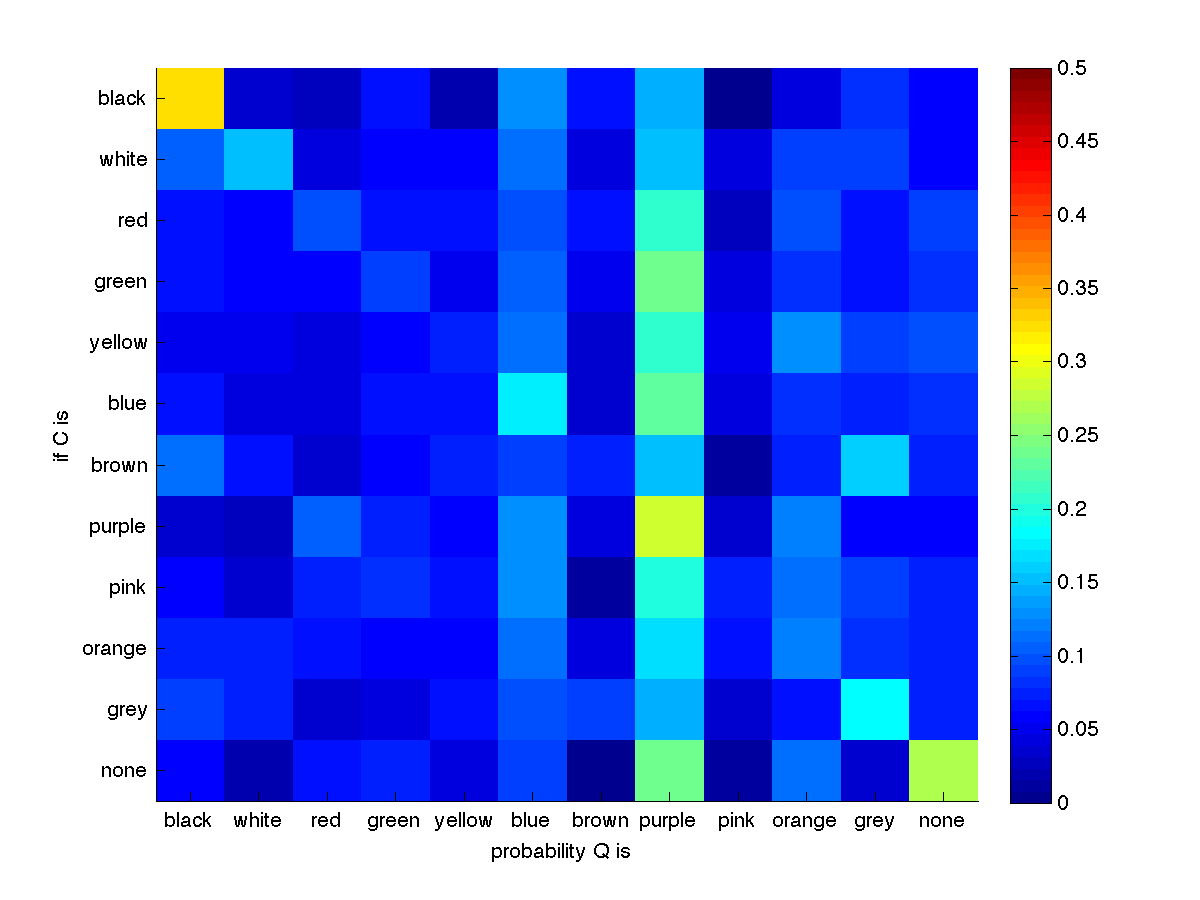 black
white
red
green
yellow
blue
brown
purple
pink
orange
grey
none
if C is
black white red green yellow blue brown purple pink orange grey none
probability Q is
0.5
0.45
0.4
0.35
0.3
0.25
0.2
0.15
0.1
0.05
0